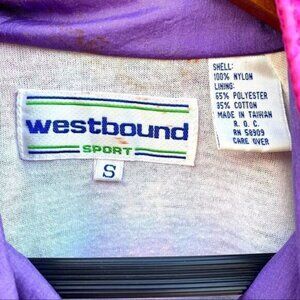 westbound
SPORT
S
SHELL:
100% NYLON
LINING:
65% POLYESTER
35% COTTON
MADE IN TAIWAN
R. O. C.
RN 58909
CARE OVER